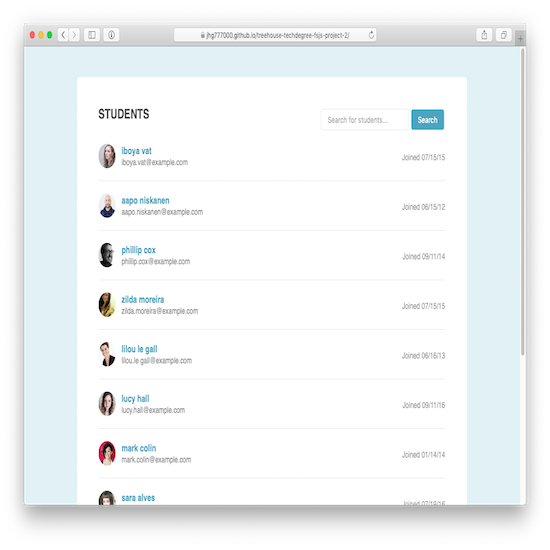 jhg777000.github.io/treehouse-techdegree-fsjs-project-2/
STUDENTS
Search for students...
Search
iboya vat
iboya.vat@example.com
Joined 07/15/15
aapo niskanen
aapo.niskanen@example.com
Joined 06/15/12
phillip cox
phillip.cox@example.com
Joined 09/11/14
zilda moreira
zilda.moreira@example.com
Joined 07/15/15
lilou le gall
lilou.le gall@example.com
Joined 06/16/13
lucy hall
lucy.hall@example.com
Joined 09/11/16
mark colin
mark.colin@example.com
Joined 01/14/14
sara alves
Joined 07/19/16